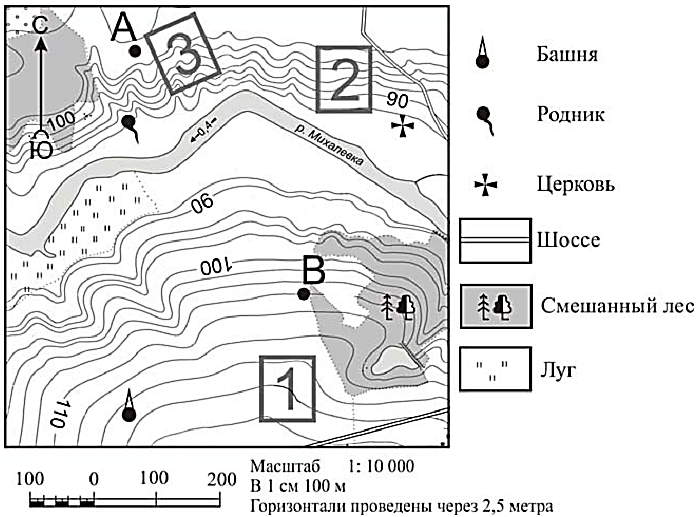 С
А
3
2
90
100
Ю
0,4
р. Михалевка
90
100
В
1
110
Башня
Родник
Церковь
Шоссе
Смешанный лес
Луг
100 0 100 200
Масштаб 1: 10 000
В 1 см 100 м
Горизонтали проведены через 2,5 метра